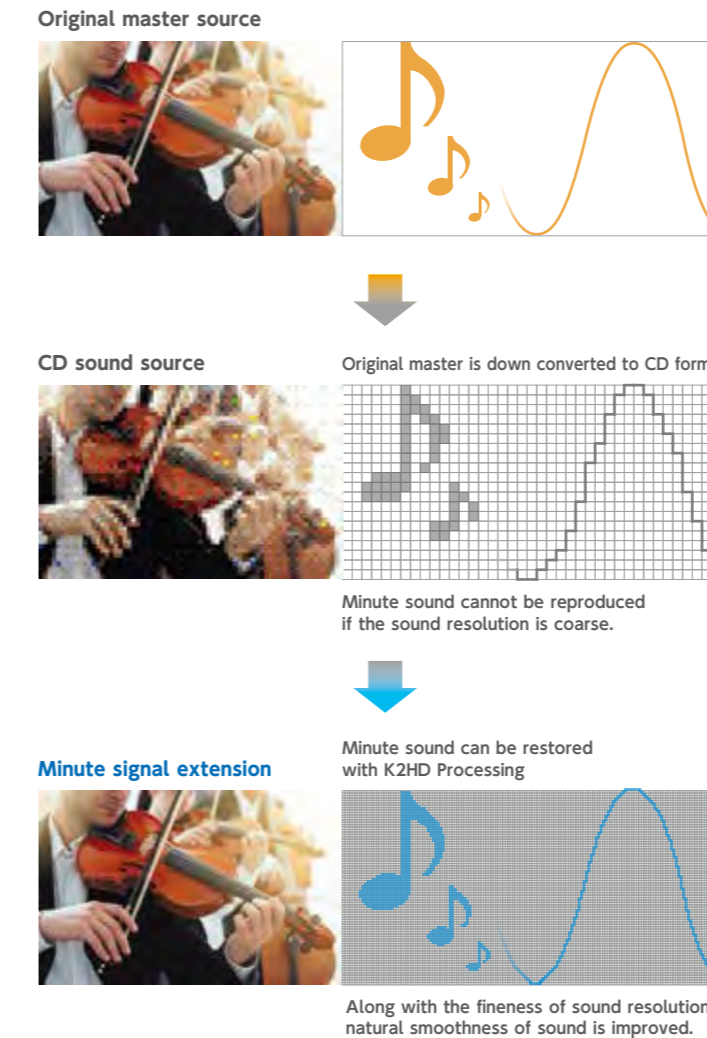 Original master source
CD sound source
Original master is down converted to CD form
Minute sound cannot be reproduced
if the sound resolution is coarse.
Minute sound can be restored
with K2HD Processing
Minute signal extension
Along with the fineness of sound resolution
natural smoothness of sound is improved.